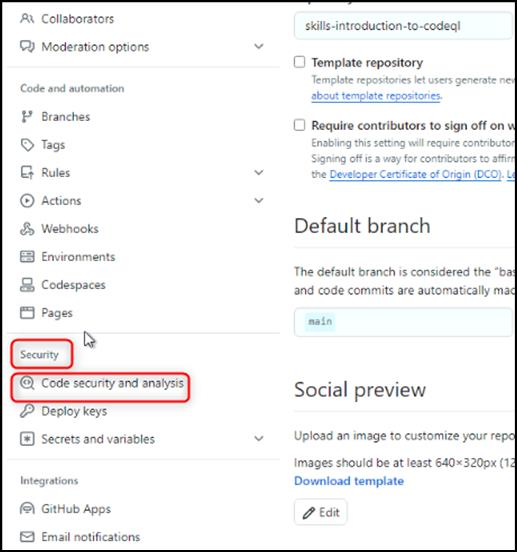 Collaborators
Moderation options
Code and automation
Branches
Tags
Rules
Actions
Webhooks
Environments
Codespaces
Pages
Security
Code security and analysis
Deploy keys
Secrets and variables
Integrations
GitHub Apps
Email notifications
skills-introduction-to-codeql
Template repository
Template repositories let users generate new
about template repositories.
Require contributors to sign off on w
Enabling this setting will require contributor
Signing off is a way for contributors to affir
the Developer Certificate of Origin (DCO). Le
Default branch
The default branch is considered the “bas
and code commits are automatically mac
main
Social preview
Upload an image to customize your repo
Images should be at least 640×320px (12
Download template
Edit